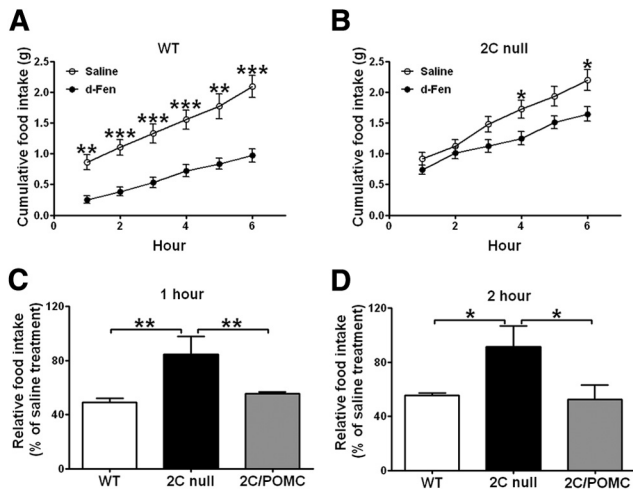 A
WT
Saline
d-Fen
** *** *** *** ** ***
Cumulative food intake (g)
2.5
2.0
1.5
1.0
0.5
0.0
0 2 4 6
Hour
B
2C null
Saline
d-Fen
* *
Cumulative food intake (g)
2.5
2.0
1.5
1.0
0.5
0.0
0 2 4 6
Hour
C
1 hour
** **
Relative food intake
(% of saline treatment)
120
80
40
0
WT 2C null 2C/POMC
D
2 hour
* *
Relative food intake
(% of saline treatment)
120
80
40
0
WT 2C null 2C/POMC